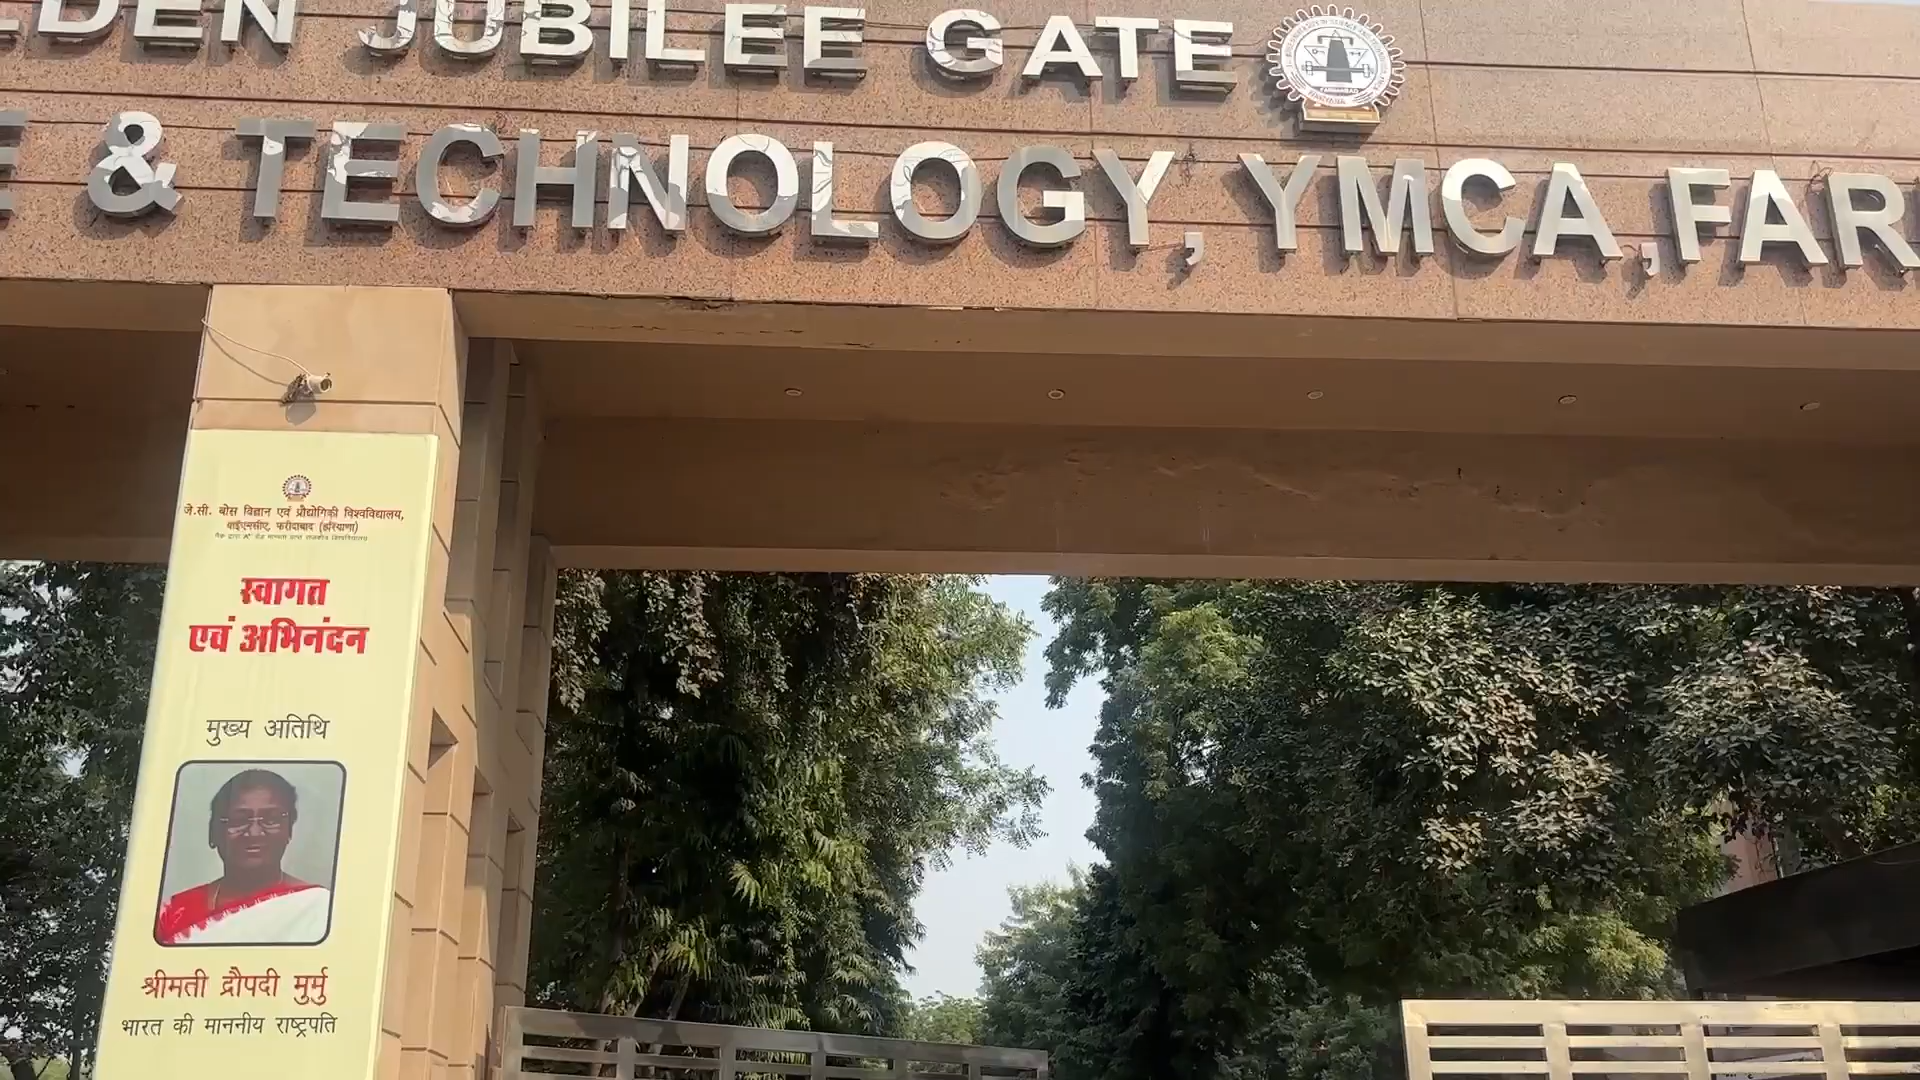 LDEN JUBILEE GATE
E & TECHNOLOGY, YMCA, FAR
जे.सी. बोस विज्ञान एवं प्रौद्योगिकी विश्वविद्यालय,
वाईएमसीए, फरीदाबाद (हरियाणा)
स्वागत
एवं अभिनंदन
मुख्य अतिथि
श्रीमती द्रौपदी मुर्मु
भारत की माननीय राष्ट्रपति